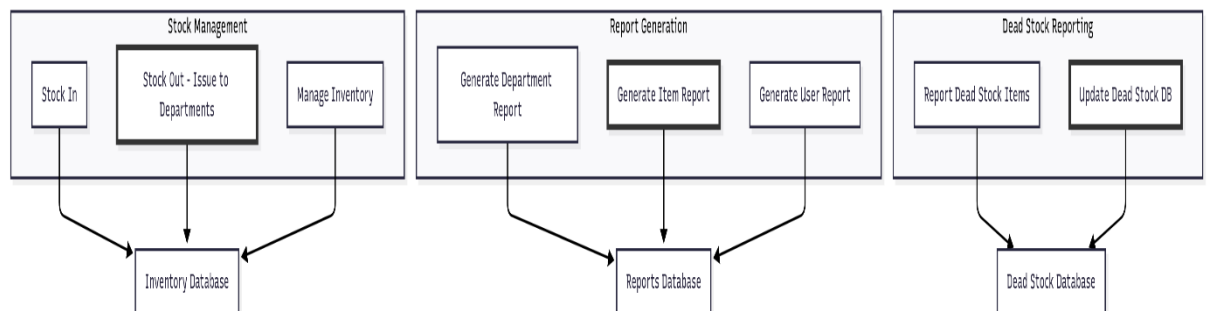 Stock Management
Stock In
Stock Out - Issue to
Departments
Manage Inventory
Inventory Database
Report Generation
Generate Department
Report
Generate Item Report
Generate User Report
Reports Database
Dead Stock Reporting
Report Dead Stock Items
Update Dead Stock DB
Dead Stock Database